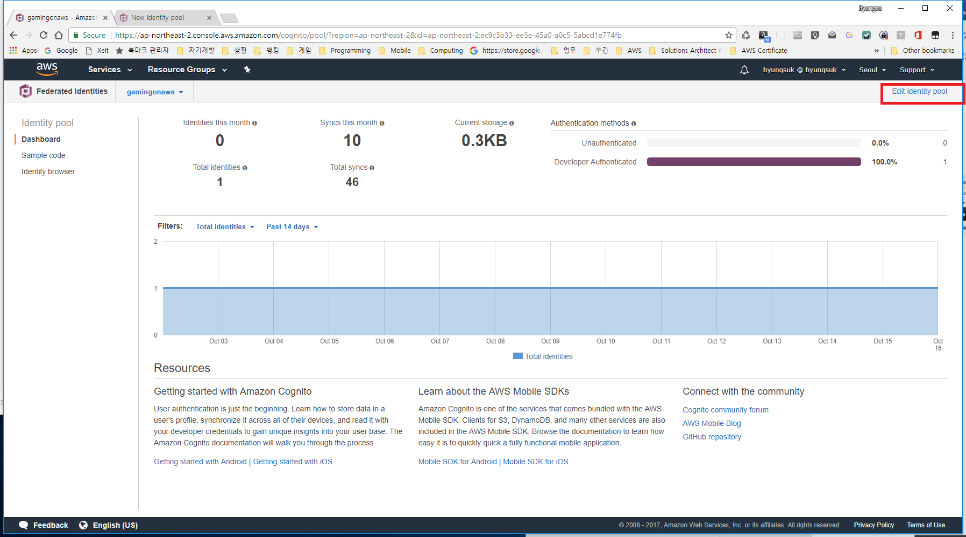 gamingonaws - Amazon
New Identity pool
Secure
https://ap-northeast-2.console.aws.amazon.com/cognito/pool/?region=ap-northeast-2&id=ap-northeast-2:ec9c3b33-ee3e-45a0-a0c5-5abcd1e774fb
Apps Google Xeit 북마크 관리자 자기개발 생활 뱅킹 게임 Programming Mobile Computing https://store.google. 업무 쑤긴 AWS Solutions Architect AWS Certificate » Other bookmarks
aws Services Resource Groups byungsuk @ byungsuk Seoul Support
Federated Identities gamingonaws Edit identity pool
Identity pool
Dashboard
Sample code
Identity browser
Identities this month Syncs this month Current storage Authentication methods
0 10 0.3KB
Unauthenticated 0.0% 0
Developer Authenticated 100.0% 1
Total identities Total syncs
1 46
Filters: Total identities Past 14 days
2
1
0
Oct 03 Oct 04 Oct 05 Oct 06 Oct 07 Oct 08 Oct 09 Oct 10 Oct 11 Oct 12 Oct 13 Oct 14 Oct 15 Oct 16
Total identities
Resources
Getting started with Amazon Cognito
User authentication is just the beginning. Learn how to store data in a
user's profile, synchronize it across all of their devices, and read it with
your developer credentials to gain unique insights into your user base. The
Amazon Cognito documentation will walk you through the process.
Getting started with Android | Getting started with iOS
Learn about the AWS Mobile SDKs
Amazon Cognito is one of the services that comes bundled with the AWS
Mobile SDK. Clients for S3, DynamoDB, and many other services are also
included in the AWS Mobile SDK. Browse the documentation to learn how
easy it is to quickly quick a fully functional mobile application.
Mobile SDK for Android | Mobile SDK for iOS
Connect with the community
Cognito community forum
AWS Mobile Blog
GitHub repository
Feedback English (US) © 2008 - 2017, Amazon Web Services, Inc. or its affiliates. All rights reserved. Privacy Policy Terms of Use